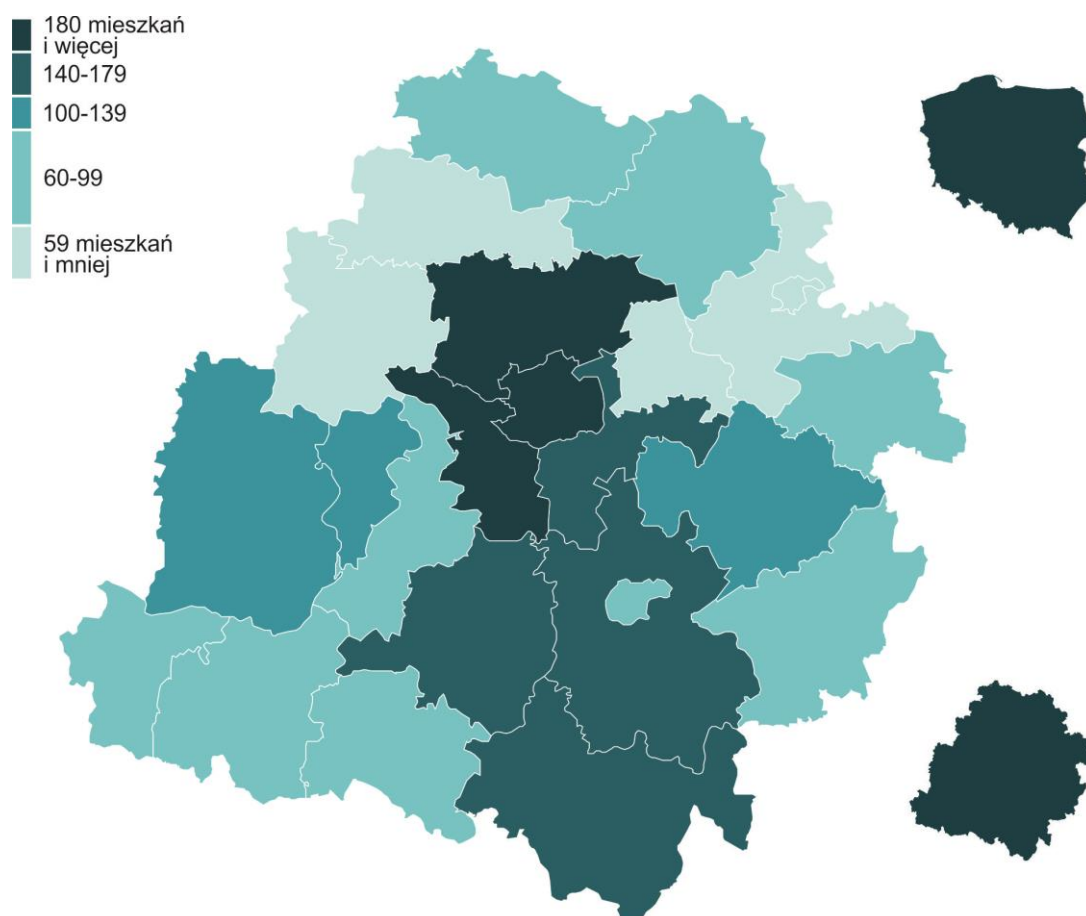 180 mieszkań
i więcej
140-179
100-139
60-99
59 mieszkań
i mniej